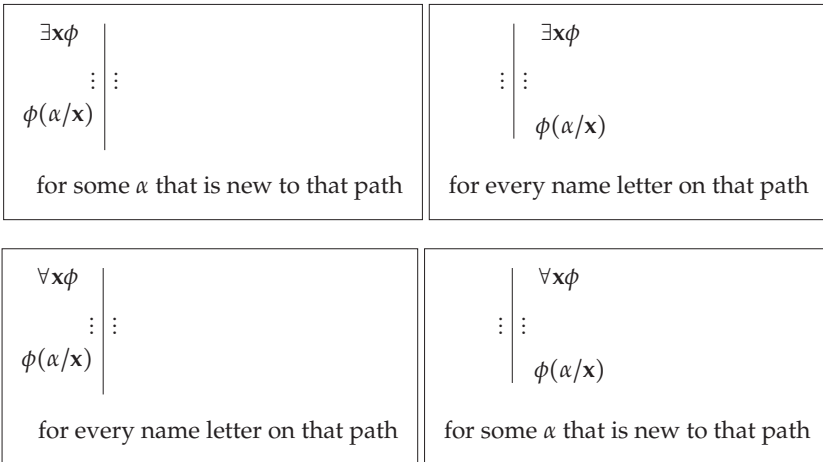 ∃xϕ
⋮ ⋮
ϕ(α/x)
for some α that is new to that path
∃xϕ
⋮ ⋮
ϕ(α/x)
for every name letter on that path
∀xϕ
⋮ ⋮
ϕ(α/x)
for every name letter on that path
∀xϕ
⋮ ⋮
ϕ(α/x)
for some α that is new to that path